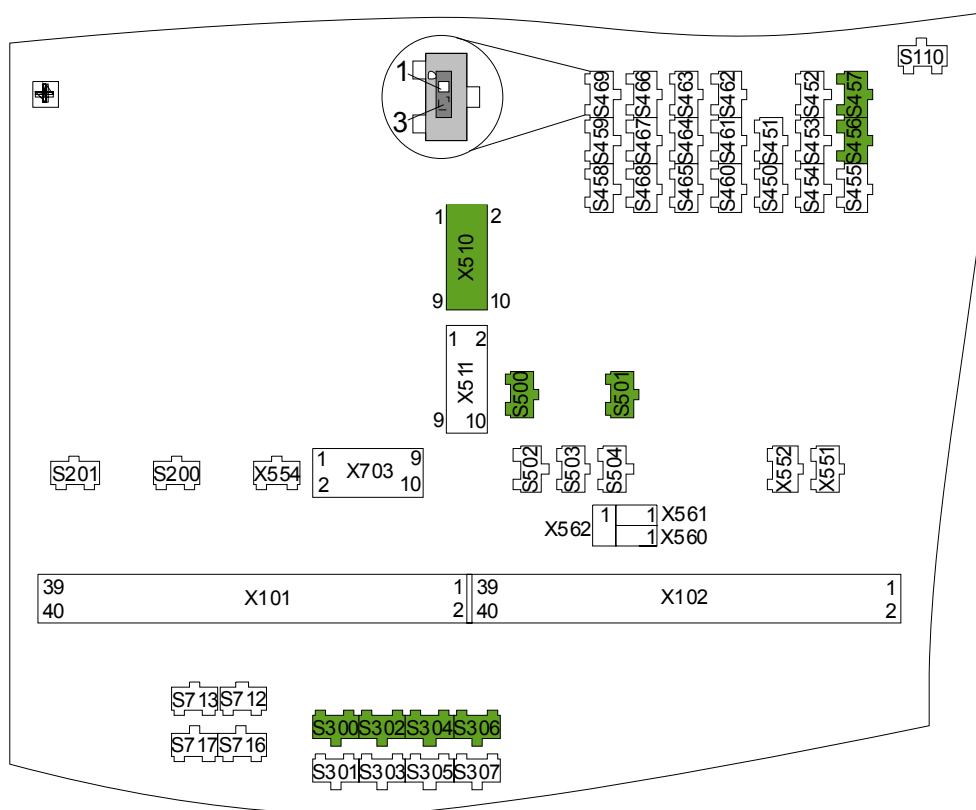 S110
1
3
S469 S466 S463 S462 S452 S457
S459 S467 S464 S461 S451 S453 S456
S458 S468 S465 S460 S450 S454 S455
1 2
X510
9 10
1 2
X511
9 10
S500 S501
S201 S200 X554
1 9
X703
2 10
S502 S503 S504 X552 X551
X562 1 1 X561
1 X560
39 1 39 1
X101 X102
40 2 40 2
S713 S712
S717 S716
S300 S302 S304 S306
S301 S303 S305 S307